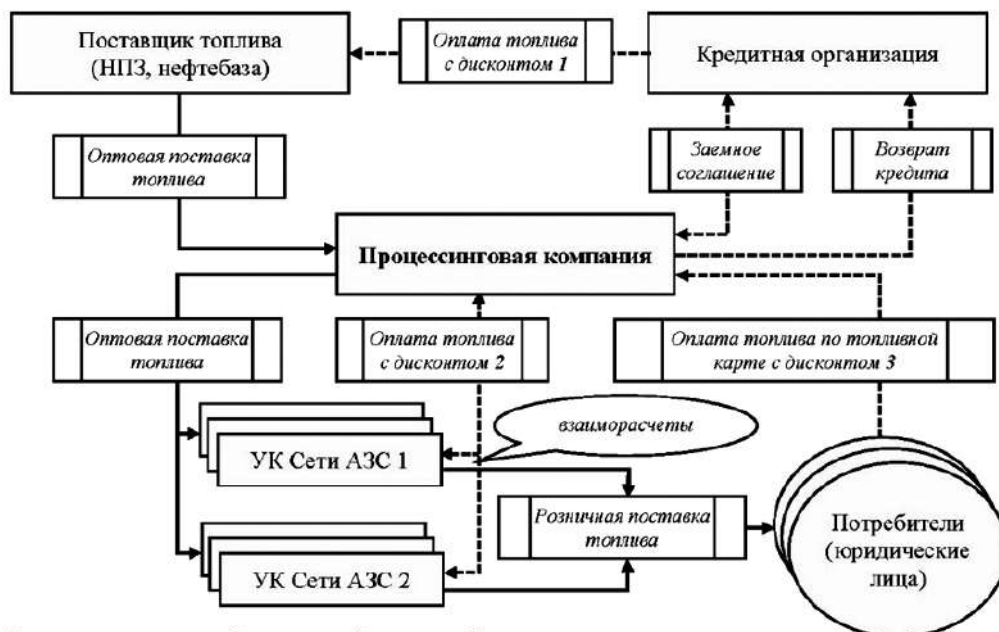 Поставщик топлива
(НПЗ, нефтебаза)
Оплата топлива
с дисконтом 1
Кредитная организация
Оптовая поставка
топлива
Заемное
соглашение
Возврат
кредита
Процессинговая компания
Оптовая поставка
топлива
Оплата топлива
с дисконтом 2
Оплата топлива по топливной
карте с дисконтом 3
взаиморасчеты
УК Сети АЗС 1
Розничная поставка
топлива
Потребители
(юридические
лица)
УК Сети АЗС 2